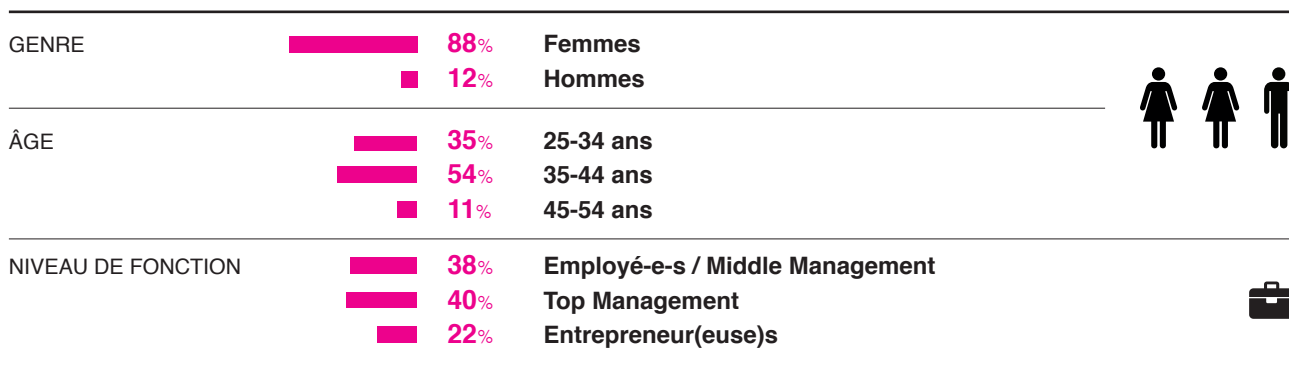 GENRE 88% Femmes
12% Hommes
ÂGE 35% 25-34 ans
54% 35-44 ans
11% 45-54 ans
NIVEAU DE FONCTION 38% Employé-e-s / Middle Management
40% Top Management
22% Entrepreneur(euse)s